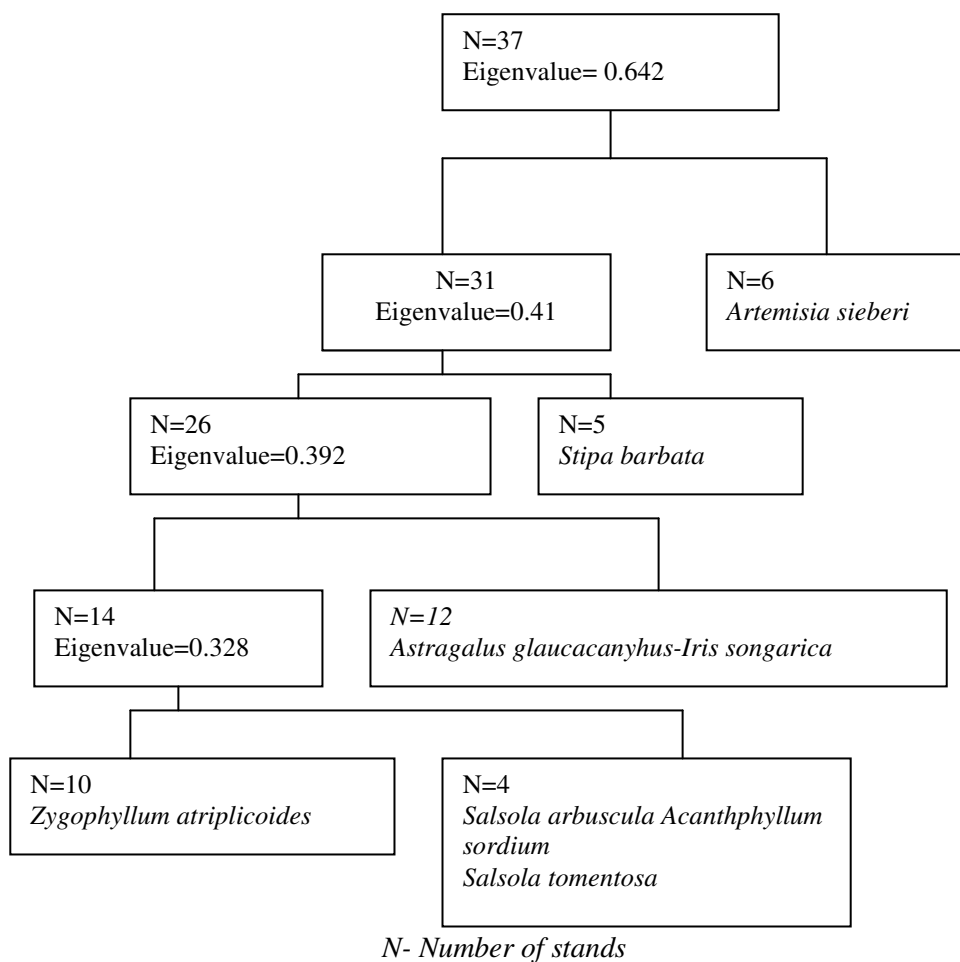 N=37
Eigenvalue= 0.642
N=31
Eigenvalue=0.41
N=6
Artemisia sieberi
N=26
Eigenvalue=0.392
N=5
Stipa barbata
N=14
Eigenvalue=0.328
N=12
Astragalus glaucacanyhus-Iris songarica
N=10
Zygophyllum atriplicoides
N=4
Salsola arbuscula Acanthphyllum
sordium
Salsola tomentosa
N- Number of stands